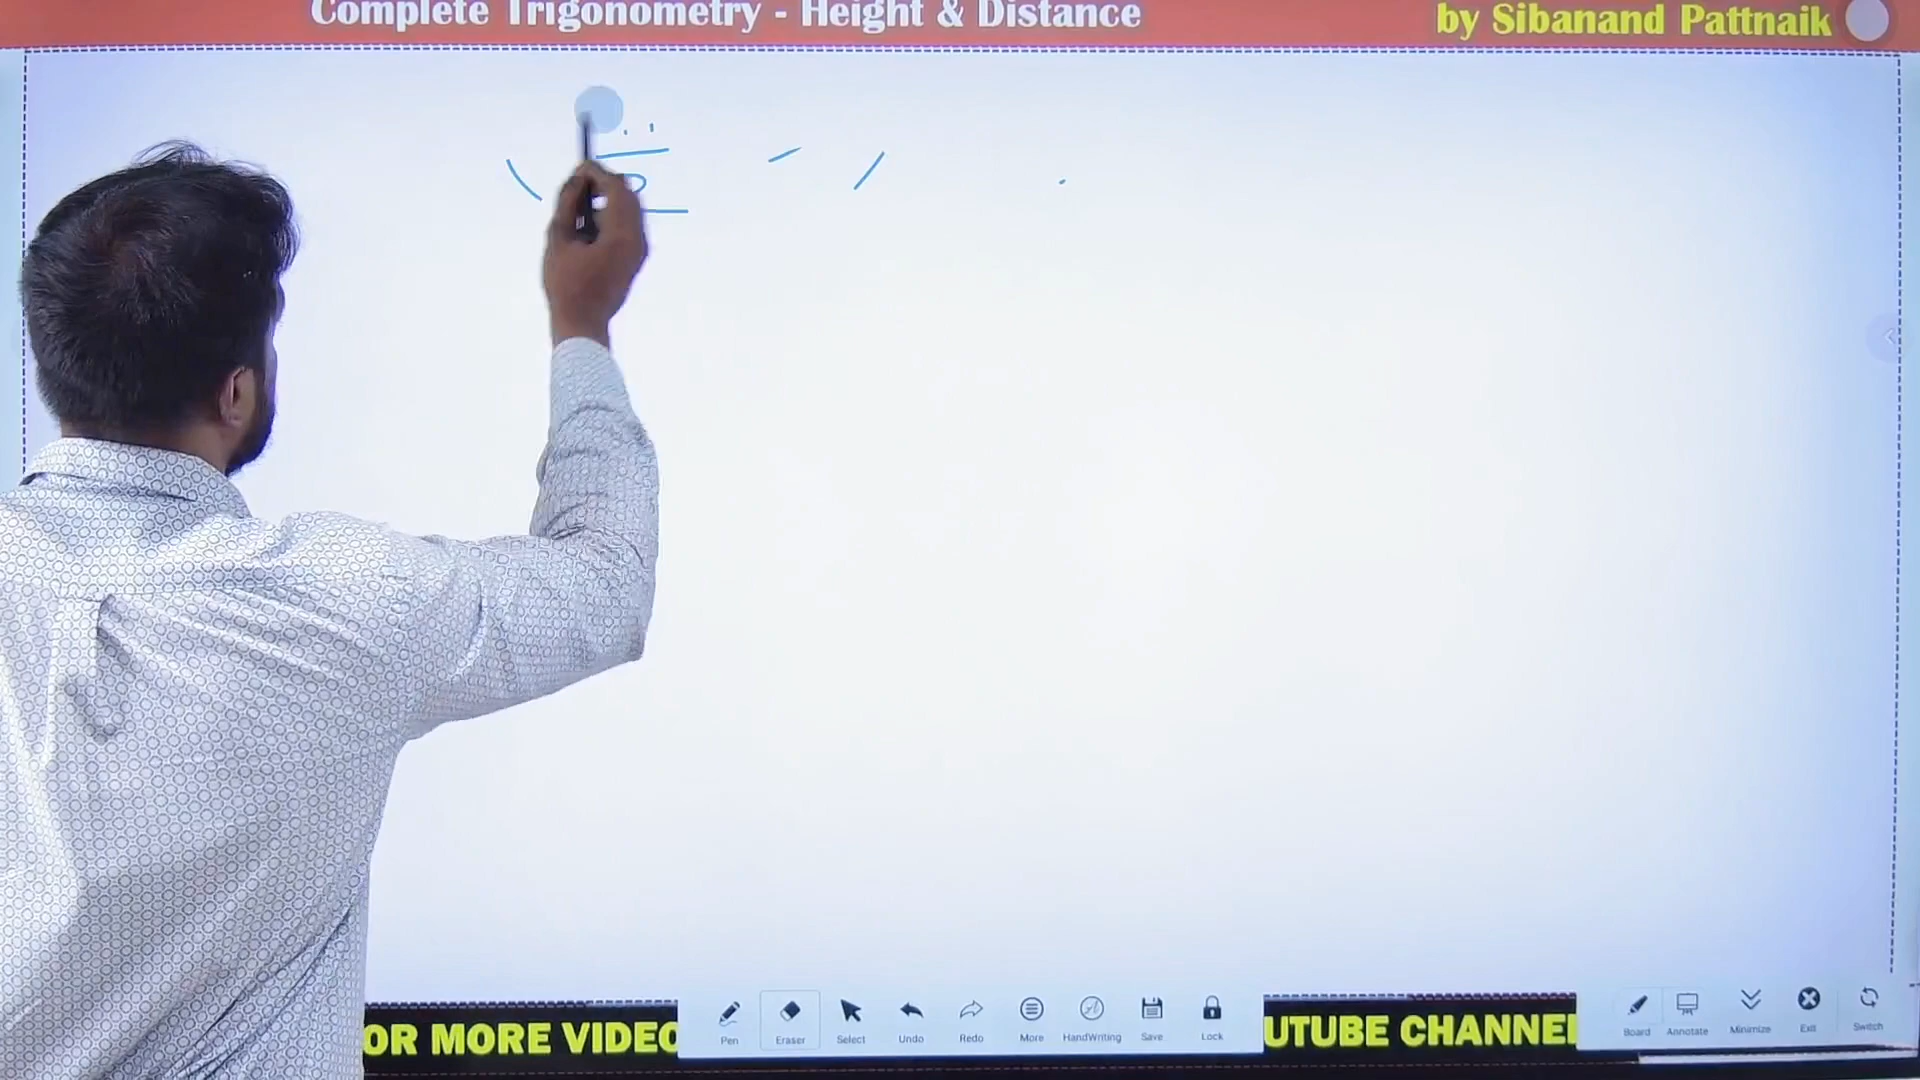 Complete Trigonometry - Height & Distance
by Sibanand Pattnaik
OR MORE VIDEO
UTUBE CHANNEL
Pen
Eraser
Select
Undo
Redo
More
HandWriting
Save
Lock
Board
Annotate
Minimize
Exit
Switch